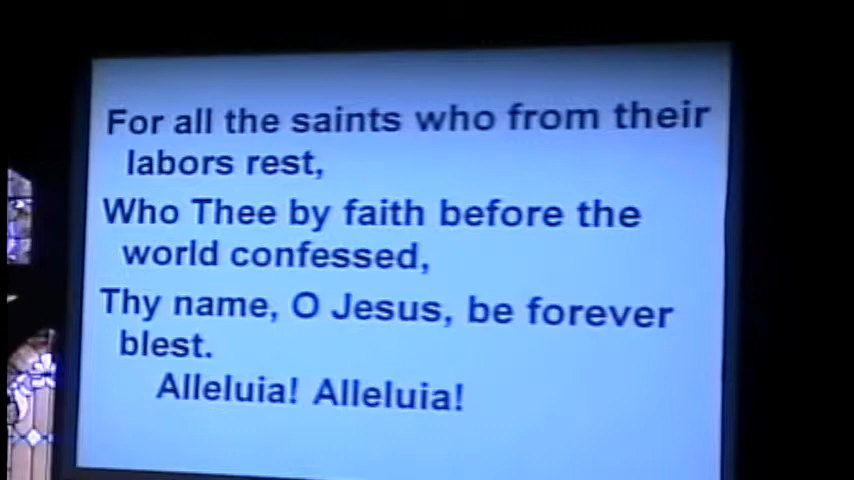 For all the saints who from their
labors rest,
Who Thee by faith before the
world confessed,
Thy name, O Jesus, be forever
blest.
Alleluia! Alleluia!